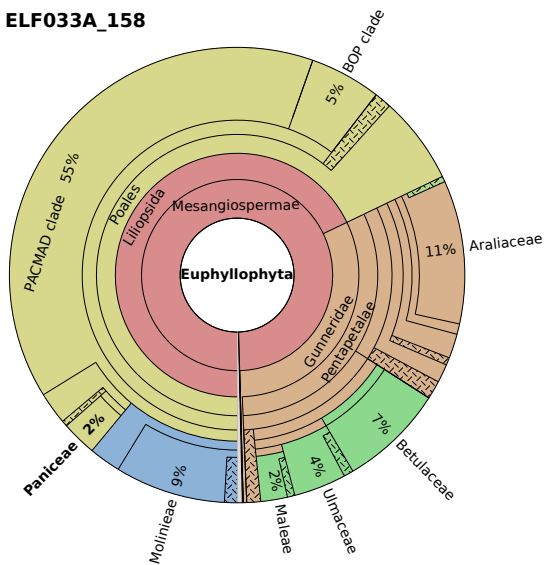 ELF033A_158
BOP clade
5%
PACMAD clade 55%
Poales
Liliopsida
Mesangiospermae
Euphyllophyta
Gunneridae
Pentapetalae
11%
Araliaceae
7%
Betulaceae
4%
Ulmaceae
2%
Maleae
9%
Molinieae
2%
Paniceae